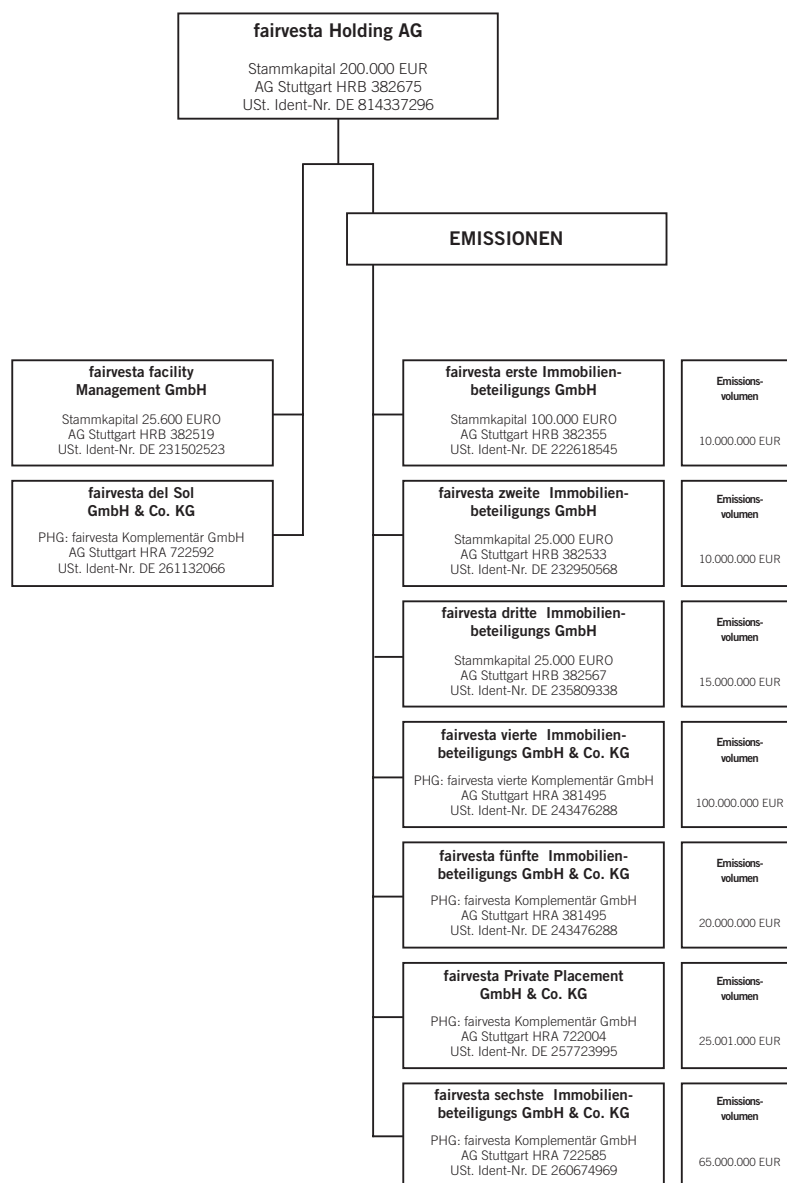 fairvesta Holding AG
Stammkapital 200.000 EUR
AG Stuttgart HRB 382675
USt. Ident-Nr. DE 814337296
EMISSIONEN
fairvesta facility
Management GmbH
Stammkapital 25.600 EURO
AG Stuttgart HRB 382519
USt. Ident-Nr. DE 231502523
fairvesta del Sol
GmbH & Co. KG
PHG: fairvesta Komplementär GmbH
AG Stuttgart HRA 722592
USt. Ident-Nr. DE 261132066
fairvesta erste Immobilien-
beteiligungs GmbH
Stammkapital 100.000 EURO
AG Stuttgart HRB 382355
USt. Ident-Nr. DE 222618545
Emissions-
volumen
10.000.000 EUR
fairvesta zweite Immobilien-
beteiligungs GmbH
Stammkapital 25.000 EURO
AG Stuttgart HRB 382533
USt. Ident-Nr. DE 232950568
Emissions-
volumen
10.000.000 EUR
fairvesta dritte Immobilien-
beteiligungs GmbH
Stammkapital 25.000 EURO
AG Stuttgart HRB 382567
USt. Ident-Nr. DE 235809338
Emissions-
volumen
15.000.000 EUR
fairvesta vierte Immobilien-
beteiligungs GmbH & Co. KG
PHG: fairvesta vierte Komplementär GmbH
AG Stuttgart HRA 381495
USt. Ident-Nr. DE 243476288
Emissions-
volumen
100.000.000 EUR
fairvesta fünfte Immobilien-
beteiligungs GmbH & Co. KG
PHG: fairvesta Komplementär GmbH
AG Stuttgart HRA 381495
USt. Ident-Nr. DE 243476288
Emissions-
volumen
20.000.000 EUR
fairvesta Private Placement
GmbH & Co. KG
PHG: fairvesta Komplementär GmbH
AG Stuttgart HRA 722004
USt. Ident-Nr. DE 257723995
Emissions-
volumen
25.001.000 EUR
fairvesta sechste Immobilien-
beteiligungs GmbH & Co. KG
PHG: fairvesta Komplementär GmbH
AG Stuttgart HRA 722585
USt. Ident-Nr. DE 260674969
Emissions-
volumen
65.000.000 EUR